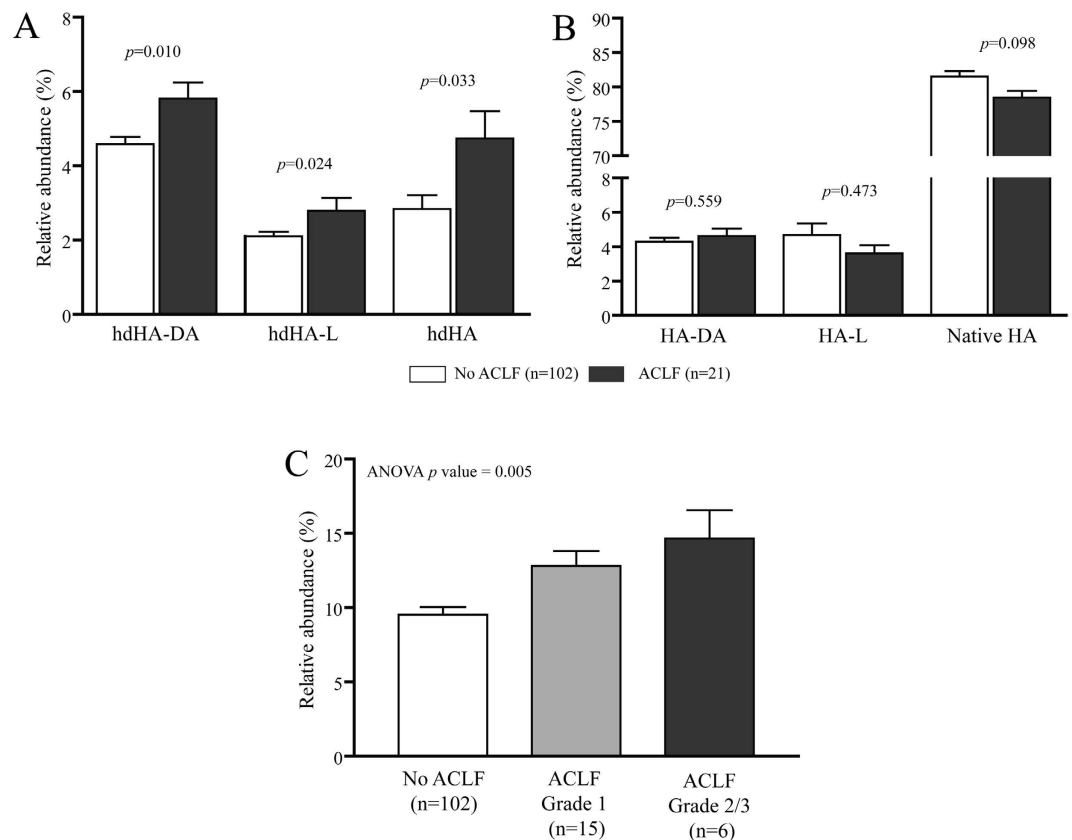 A
Relative abundance (%)
8
6
4
2
0
p=0.010
p=0.024
p=0.033
hdHA-DA
hdHA-L
hdHA
B
Relative abundance (%)
90
85
80
75
70
8
6
4
2
0
p=0.559
p=0.473
p=0.098
HA-DA
HA-L
Native HA
No ACLF (n=102)
ACLF (n=21)
C
ANOVA p value = 0.005
Relative abundance (%)
20
15
10
5
0
No ACLF
(n=102)
ACLF
Grade 1
(n=15)
ACLF
Grade 2/3
(n=6)